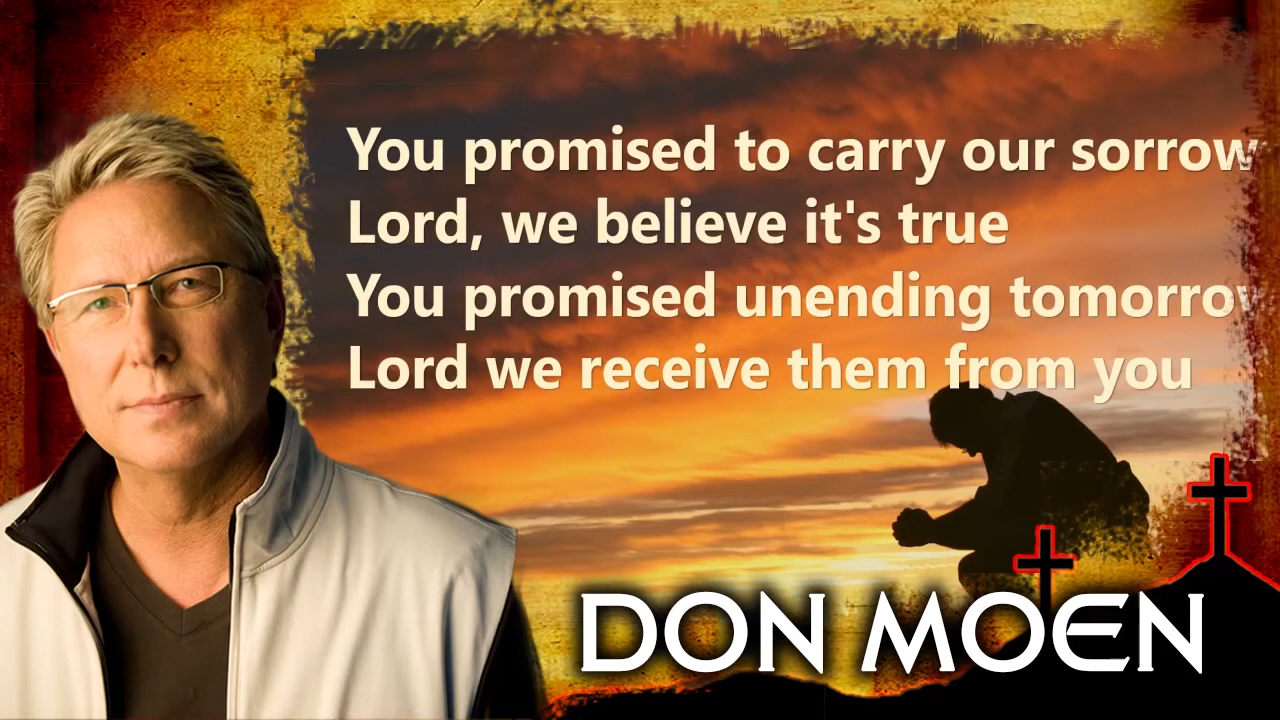 You promised to carry our sorrow
Lord, we believe it's true
You promised unending tomorrow
Lord we receive them from you
DON MOEN